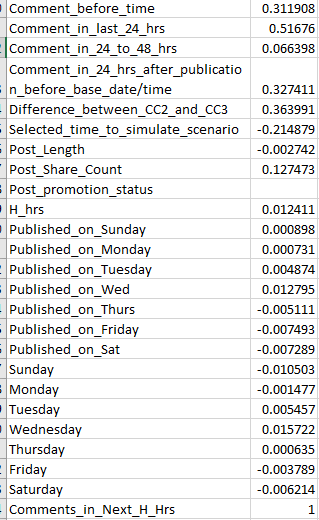 Comment_before_time 0.311908
Comment_in_last_24_hrs 0.51676
Comment_in_24_to_48_hrs 0.066398
Comment_in_24_hrs_after_publicatio
n_before_base_date/time 0.327411
Difference_between_CC2_and_CC3 0.363991
Selected_time_to_simulate_scenario -0.214879
Post_Length -0.002742
Post_Share_Count 0.127473
Post_promotion_status
H_hrs 0.012411
Published_on_Sunday 0.000898
Published_on_Monday 0.000731
Published_on_Tuesday 0.004874
Published_on_Wed 0.012795
Published_on_Thurs -0.005111
Published_on_Friday -0.007493
Published_on_Sat -0.007289
Sunday -0.010503
Monday -0.001477
Tuesday 0.005457
Wednesday 0.015722
Thursday 0.000635
Friday -0.003789
Saturday -0.006214
Comments_in_Next_H_Hrs 1